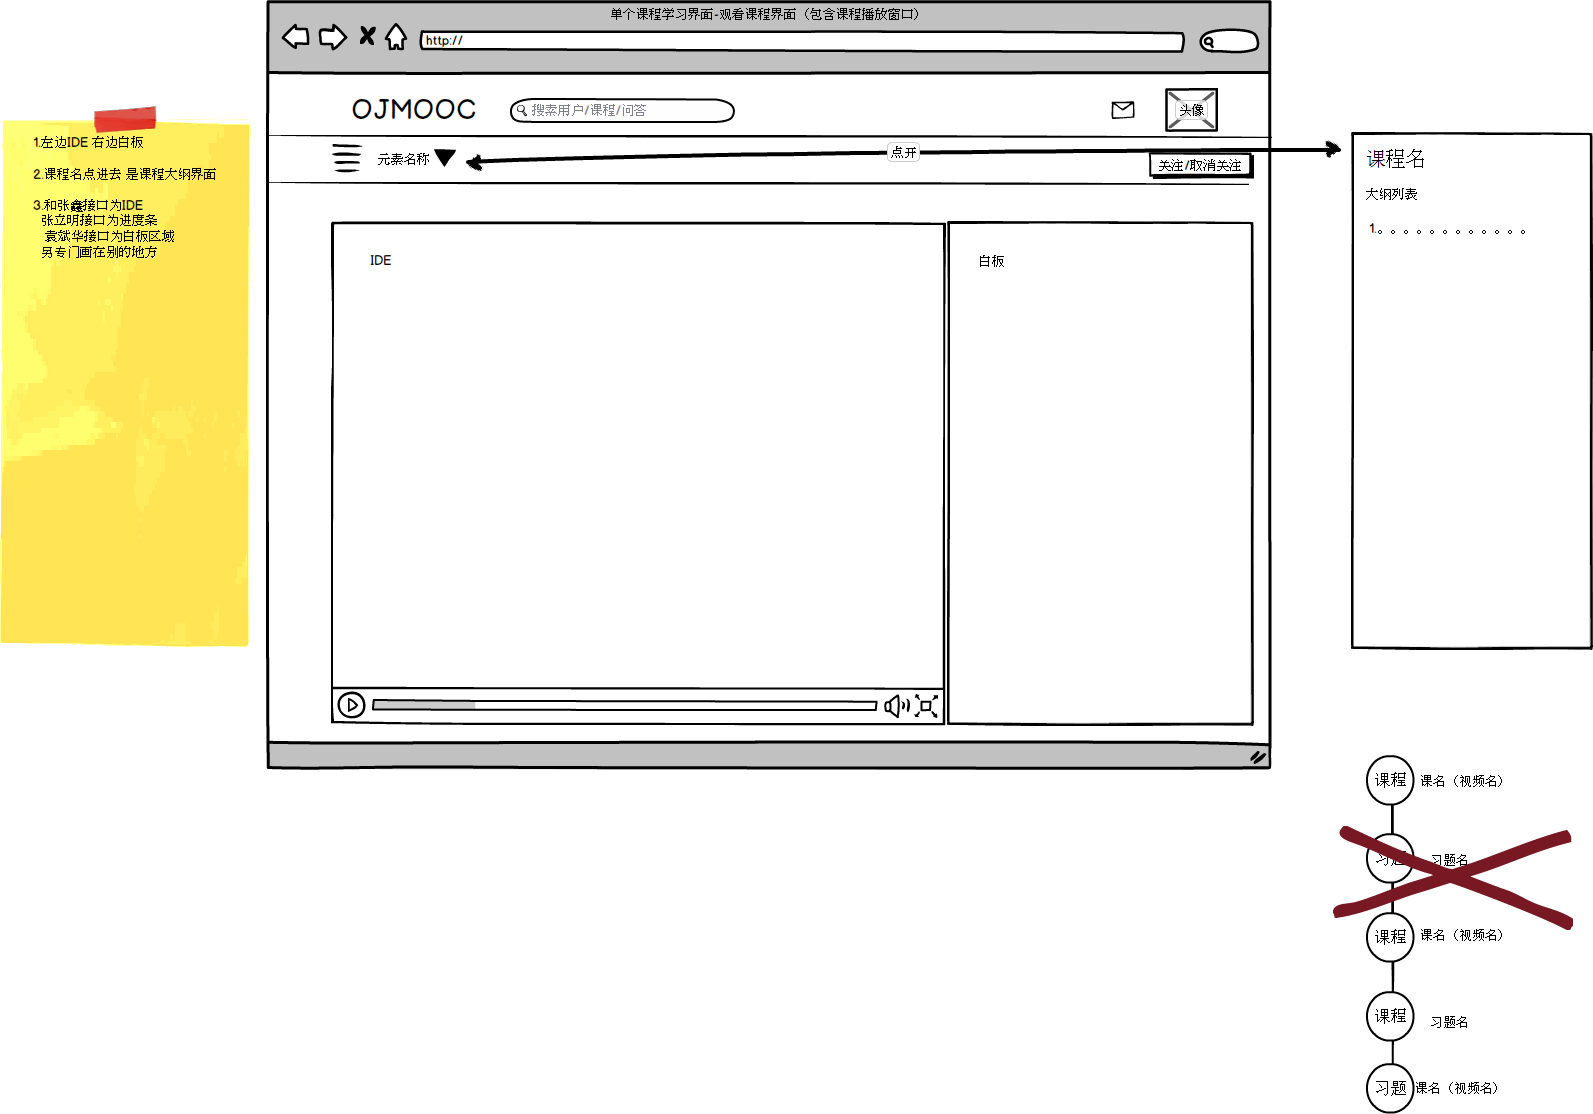 单个课程学习界面-观看课程界面（包含课程播放窗口）
http://
OJMOOC
搜索用户/课程/问答
头像
元素名称
点开
关注/取消关注
1.左边IDE 右边白板
2.课程名点进去 是课程大纲界面
3.和张鑫接口为IDE
张立明接口为进度条
袁斌华接口为白板区域
另专门画在别的地方
IDE
白板
课程名
大纲列表
1.。。。。。。。。。。。。
课程 课名（视频名）
习题 习题名
课程 课名（视频名）
课程 习题名
习题 课名（视频名）